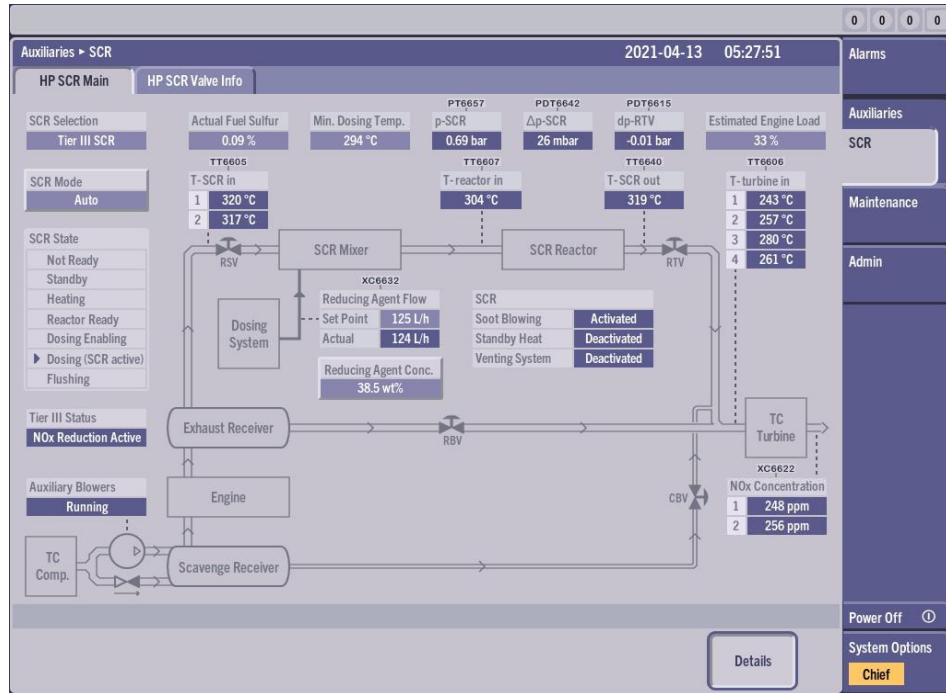 0 0 0 0
Auxiliaries ▸ SCR 2021-04-13 05:27:51
Alarms
HP SCR Main HP SCR Valve Info
Auxiliaries
SCR
Maintenance
Admin
PT6657 PDT6642 PDT6615
SCR Selection Actual Fuel Sulfur Min. Dosing Temp. p-SCR Δp-SCR dp-RTV Estimated Engine Load
Tier III SCR 0.09 % 294 °C 0.69 bar 26 mbar -0.01 bar 33 %
TT6605 TT6607 TT6640 TT6606
SCR Mode T-SCR in T-reactor in T-SCR out T-turbine in
Auto 1 320 °C 304 °C 319 °C 1 243 °C
2 317 °C 2 257 °C
3 280 °C
4 261 °C
SCR State
Not Ready
Standby
Heating
Reactor Ready
Dosing Enabling
Dosing (SCR active)
Flushing
RSV SCR Mixer SCR Reactor RTV
XC6632
Dosing System
Reducing Agent Flow
Set Point 125 L/h
Actual 124 L/h
Reducing Agent Conc.
38.5 wt%
SCR
Soot Blowing Activated
Standby Heat Deactivated
Venting System Deactivated
Tier III Status
NOx Reduction Active
Exhaust Receiver
RBV
TC
Turbine
XC6622
NOx Concentration
1 248 ppm
2 256 ppm
Auxiliary Blowers
Running
Engine
CBV
TC
Comp.
Scavenge Receiver
Power Off
Details
System Options
Chief